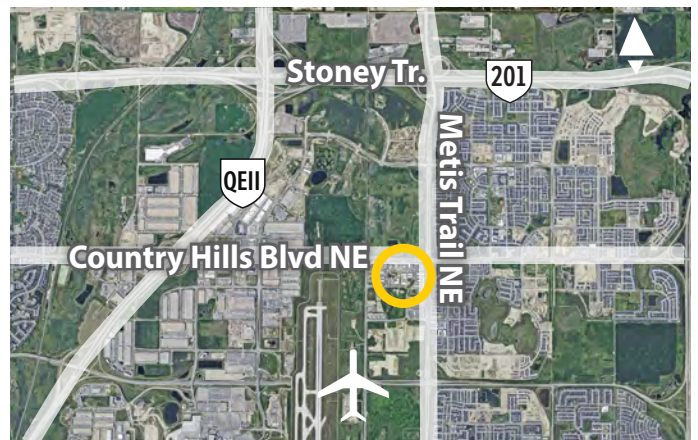 Stoney Tr.
201
Metis Trail NE
QEII
Country Hills Blvd NE